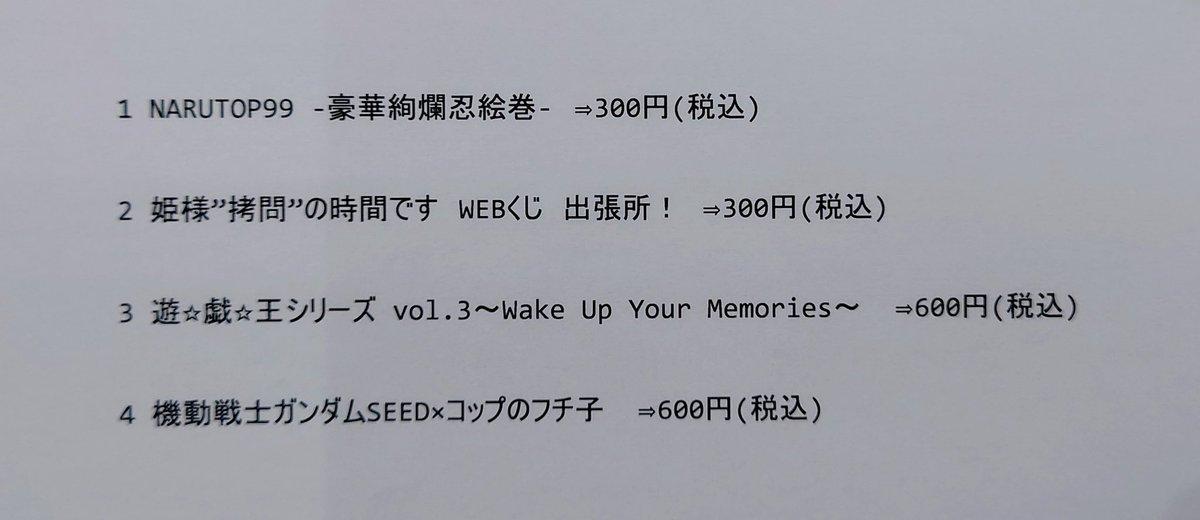 1 NARUTOP99 -豪華絢爛忍絵巻- ⇒300円(税込)
2 姫様”拷問”の時間です WEBくじ 出張所！ ⇒300円(税込)
3 遊☆戯☆王シリーズ vol.3～Wake Up Your Memories～ ⇒600円(税込)
4 機動戦士ガンダムSEED×コップのフチ子 ⇒600円(税込)